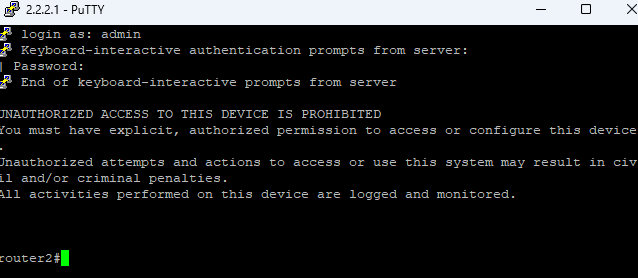 2.2.2.1 - PuTTY
login as: admin
Keyboard-interactive authentication prompts from server:
| Password:
End of keyboard-interactive prompts from server
UNAUTHORIZED ACCESS TO THIS DEVICE IS PROHIBITED
You must have explicit, authorized permission to access or configure this device
.
Unauthorized attempts and actions to access or use this system may result in civ
il and/or criminal penalties.
All activities performed on this device are logged and monitored.
router2#